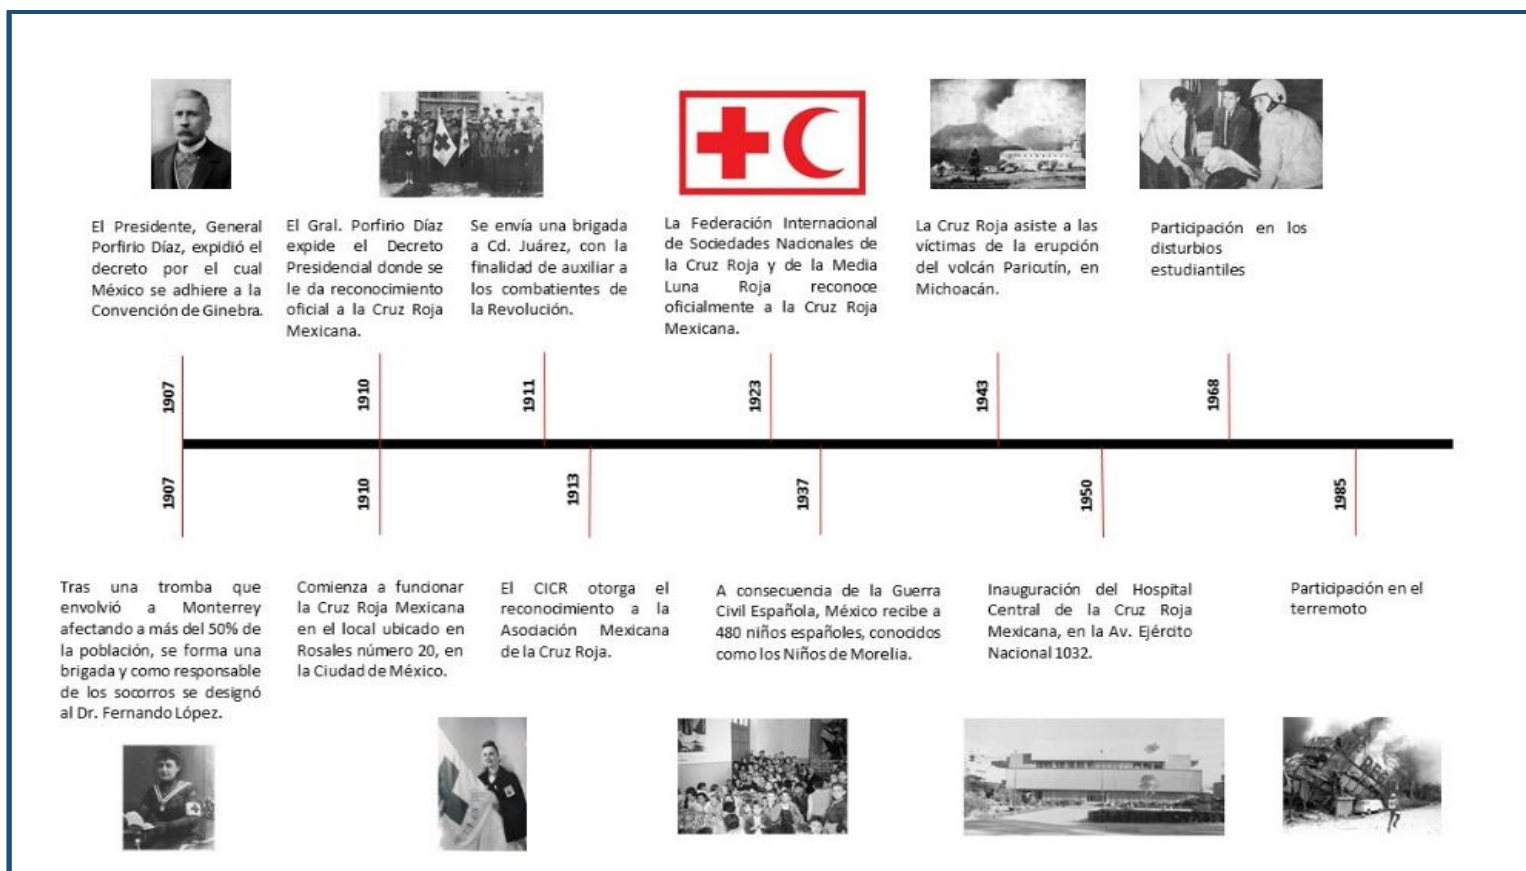 El Presidente, General
Porfirio Díaz, expidió el
decreto por el cual
México se adhiere a la
Convención de Ginebra.
El Gral. Porfirio Díaz
expide el Decreto
Presidencial donde se
le da reconocimiento
oficial a la Cruz Roja
Mexicana.
Se envía una brigada
a Cd. Juárez, con la
finalidad de auxiliar a
los combatientes de
la Revolución.
La Federación Internacional
de Sociedades Nacionales de
la Cruz Roja y de la Media
Luna Roja reconoce
oficialmente a la Cruz Roja
Mexicana.
La Cruz Roja asiste a las
víctimas de la erupción
del volcán Paricutín, en
Michoacán.
Participación en los
disturbios
estudiantiles
1907
1910
1911
1923
1943
1968
1907
1910
1913
1937
1950
1985
Tras una tromba que
envolvió a Monterrey
afectando a más del 50% de
la población, se forma una
brigada y como responsable
de los socorros se designó
al Dr. Fernando López.
Comienza a funcionar
la Cruz Roja Mexicana
en el local ubicado en
Rosales número 20, en
la Ciudad de México.
El CICR otorga el
reconocimiento a la
Asociación Mexicana
de la Cruz Roja.
A consecuencia de la Guerra
Civil Española, México recibe a
480 niños españoles, conocidos
como los Niños de Morelia.
Inauguración del Hospital
Central de la Cruz Roja
Mexicana, en la Av. Ejército
Nacional 1032.
Participación en el
terremoto